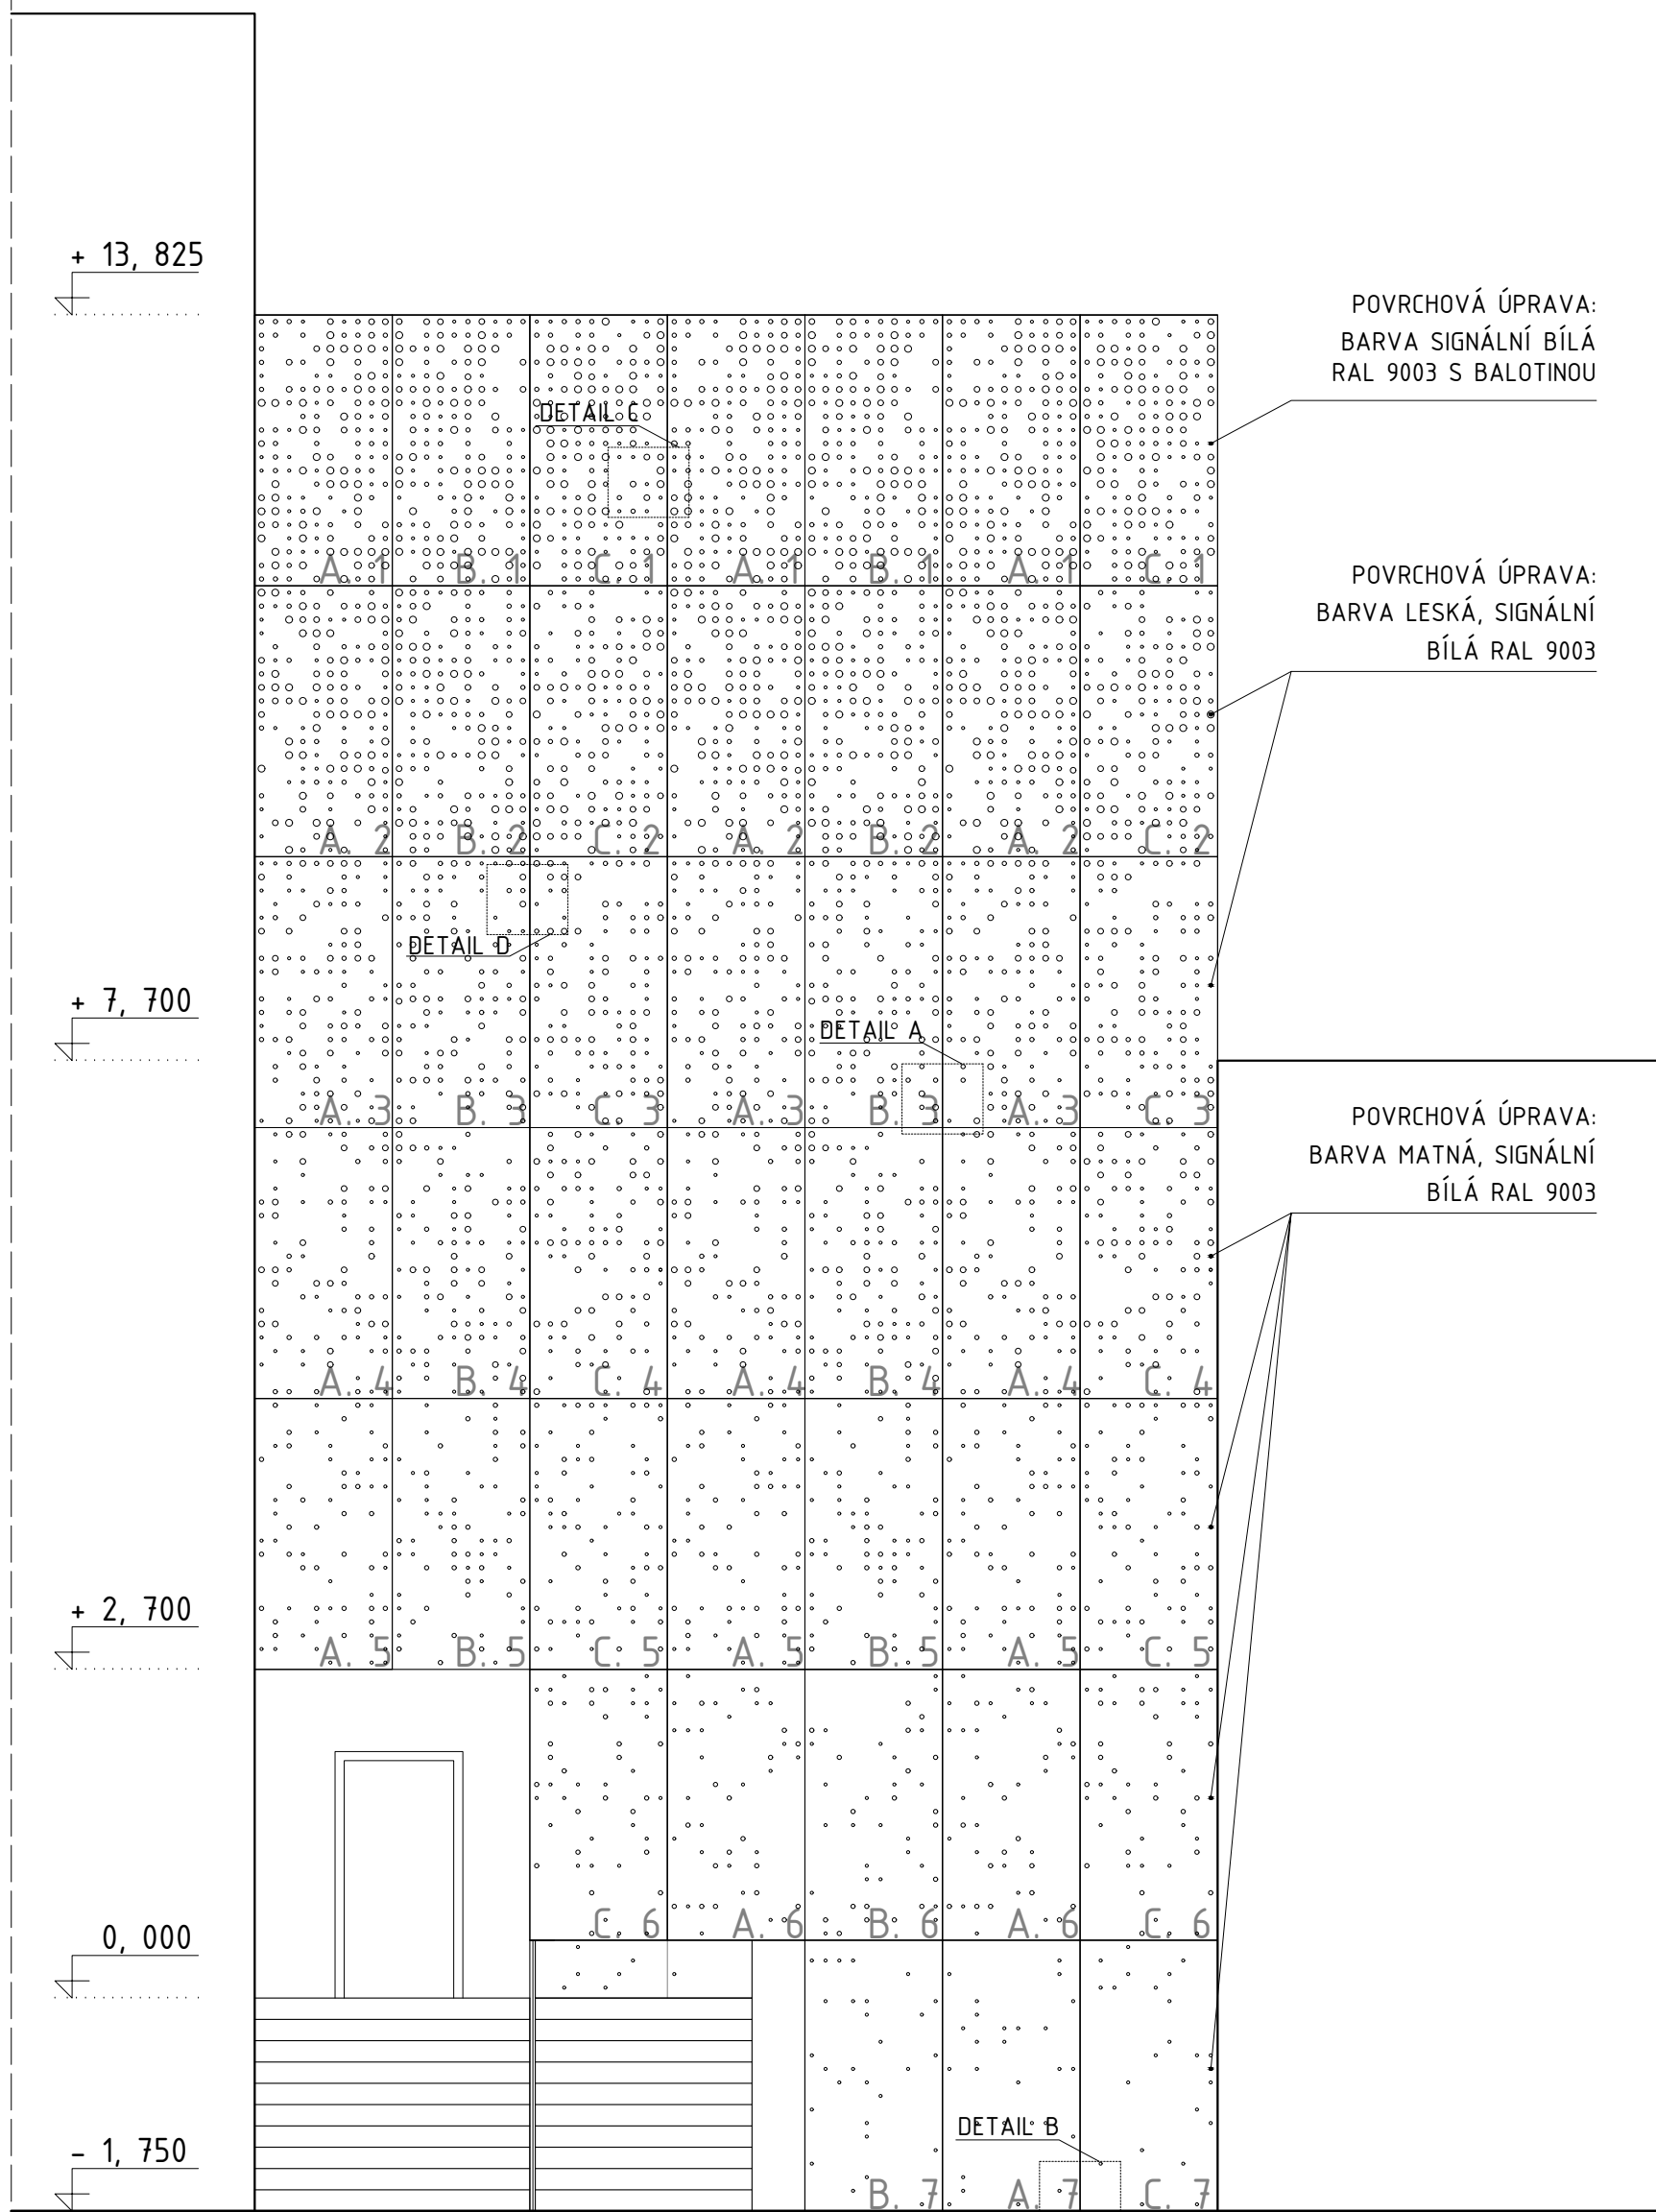 + 13, 825
POVRCHOVÁ ÚPRAVA:
BARVA SIGNÁLNÍ BÍLÁ
RAL 9003 S BALOTINOU
DETAIL C
A. 1 B. 1 C. 1 A. 1 B. 1 A. 1 C. 1
POVRCHOVÁ ÚPRAVA:
BARVA LESKÁ, SIGNÁLNÍ
BÍLÁ RAL 9003
A. 2 B. 2 C. 2 A. 2 B. 2 A. 2 C. 2
DETAIL D
+ 7, 700
DETAIL A
A. 3 B. 3 C. 3 A. 3 B. 3 A. 3 C. 3
POVRCHOVÁ ÚPRAVA:
BARVA MATNÁ, SIGNÁLNÍ
BÍLÁ RAL 9003
A. 4 B. 4 C. 4 A. 4 B. 4 A. 4 C. 4
+ 2, 700
A. 5 B. 5 C. 5 A. 5 B. 5 A. 5 C. 5
C. 6 A. 6 B. 6 A. 6 C. 6
0, 000
DETAIL B
- 1, 750
B. 7 A. 7 C. 7